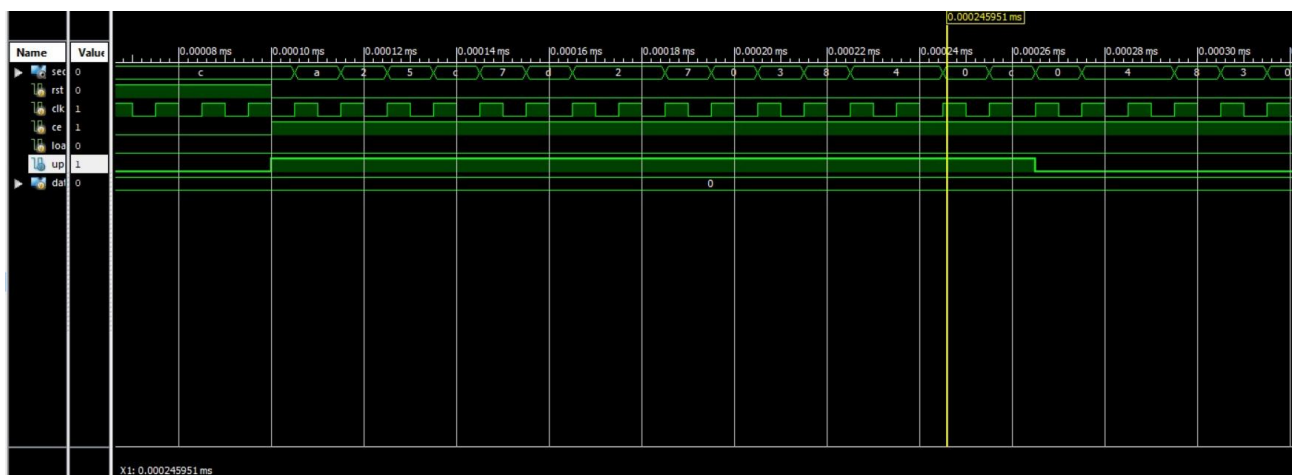 0.000245951 ms
Name Value 0.00008 ms 0.00010 ms 0.00012 ms 0.00014 ms 0.00016 ms 0.00018 ms 0.00020 ms 0.00022 ms 0.00024 ms 0.00026 ms 0.00028 ms 0.00030 ms
sec 0 c a 2 5 c 7 d 2 7 0 3 8 4 0 c 0 4 8 3 0
rst 0
clk 1
ce 1
loa 0
up 1
dat 0 0
X1: 0.000245951 ms